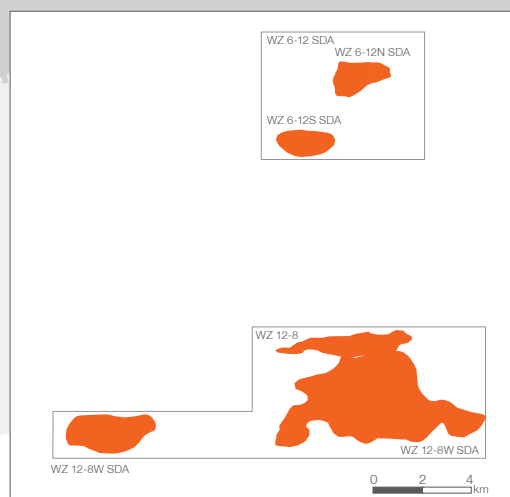 WZ 6-12 SDA
WZ 6-12N SDA
WZ 6-12S SDA
WZ 12-8
WZ 12-8W SDA
WZ 12-8W SDA
0 2 4
km